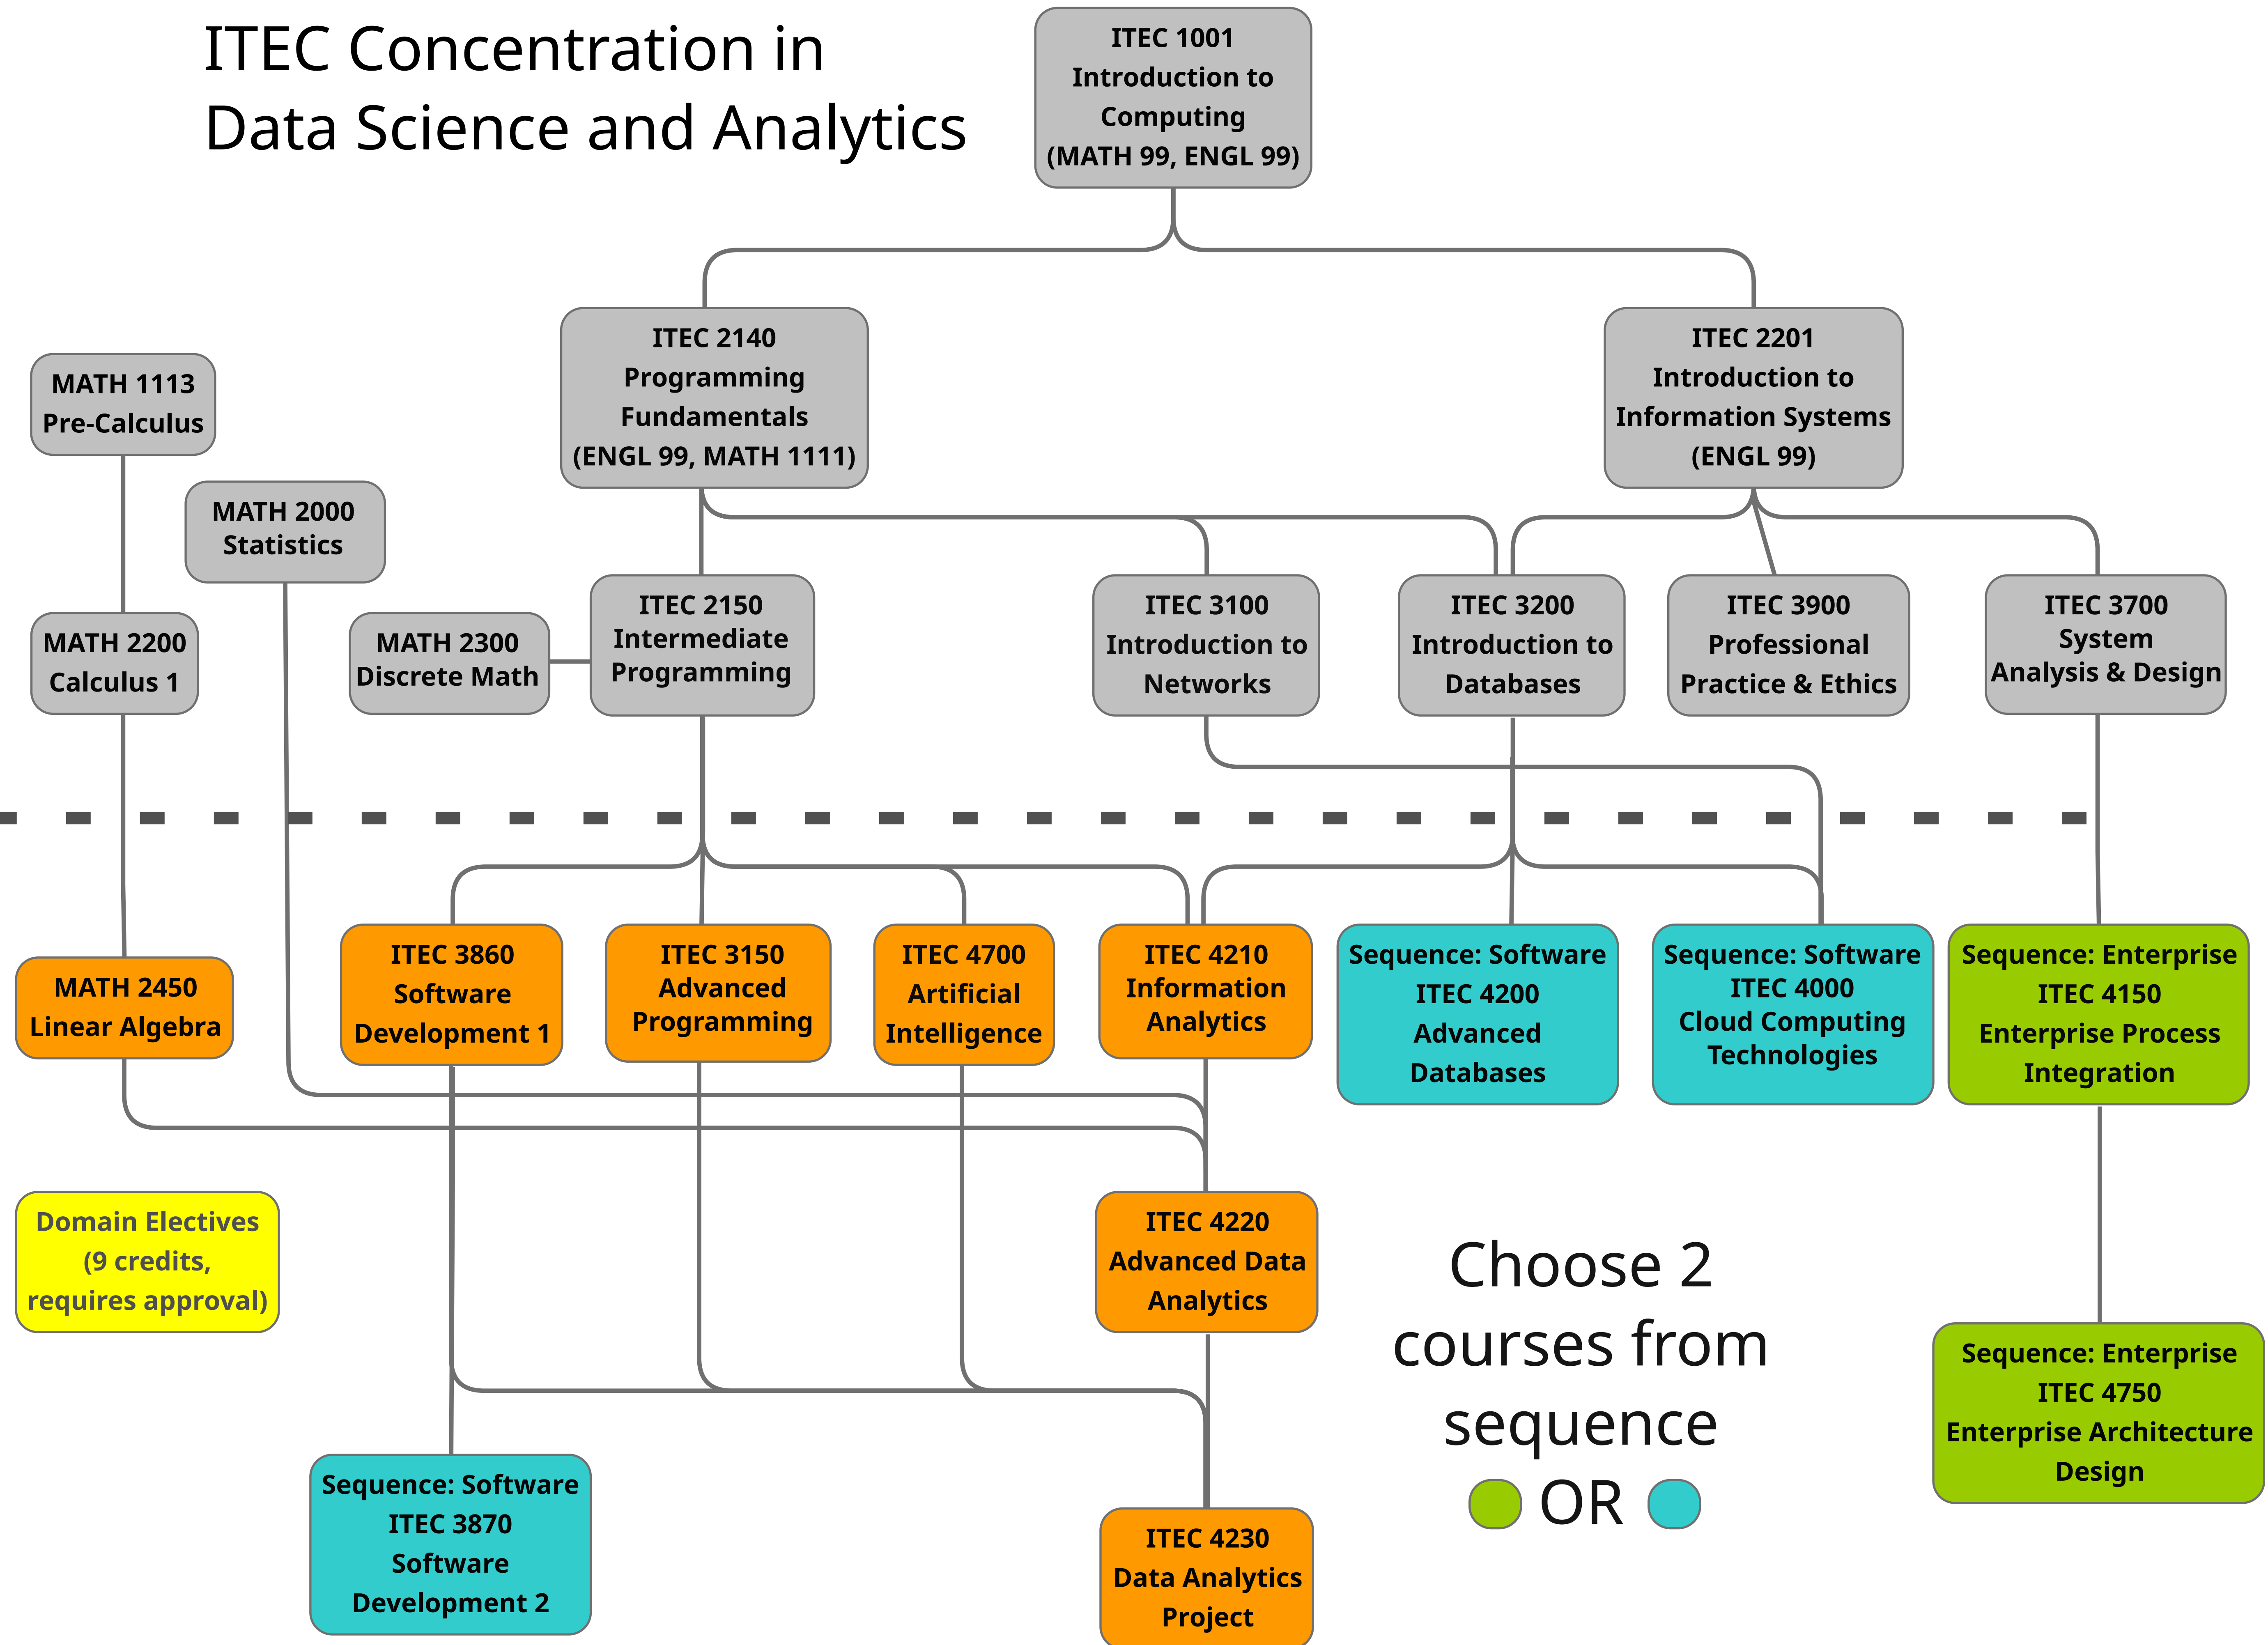 ITEC Concentration in
Data Science and Analytics
ITEC 1001
Introduction to
Computing
(MATH 99, ENGL 99)
ITEC 2140
Programming
Fundamentals
(ENGL 99, MATH 1111)
ITEC 2201
Introduction to
Information Systems
(ENGL 99)
MATH 1113
Pre-Calculus
MATH 2000
Statistics
MATH 2200
Calculus 1
MATH 2300
Discrete Math
ITEC 2150
Intermediate
Programming
ITEC 3100
Introduction to
Networks
ITEC 3200
Introduction to
Databases
ITEC 3900
Professional
Practice & Ethics
ITEC 3700
System
Analysis & Design
MATH 2450
Linear Algebra
ITEC 3860
Software
Development 1
ITEC 3150
Advanced
Programming
ITEC 4700
Artificial
Intelligence
ITEC 4210
Information
Analytics
Sequence: Software
ITEC 4200
Advanced
Databases
Sequence: Software
ITEC 4000
Cloud Computing
Technologies
Sequence: Enterprise
ITEC 4150
Enterprise Process
Integration
Domain Electives
(9 credits,
requires approval)
ITEC 4220
Advanced Data
Analytics
Choose 2
courses from
sequence
OR
Sequence: Enterprise
ITEC 4750
Enterprise Architecture
Design
Sequence: Software
ITEC 3870
Software
Development 2
ITEC 4230
Data Analytics
Project